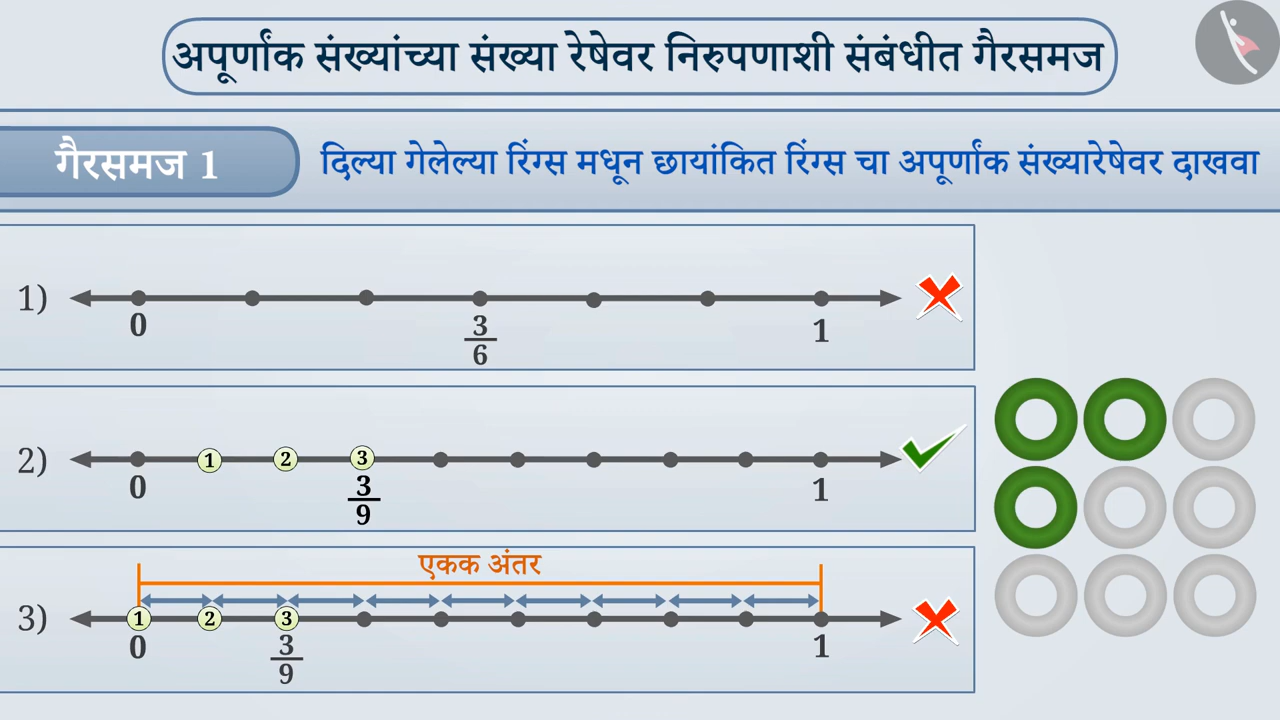 अपूर्णांक संख्यांच्या संख्या रेषेवर निरुपणाशी संबंधीत गैरसमज
गैरसमज 1
दिल्या गेलेल्या रिंग्स मधून छायांकित रिंग्स चा अपूर्णांक संख्यारेषेवर दाखवा
1)
0
3
6
1
2)
1 2 3
0
3
9
1
एकक अंतर
3)
1 2 3
0
3
9
1